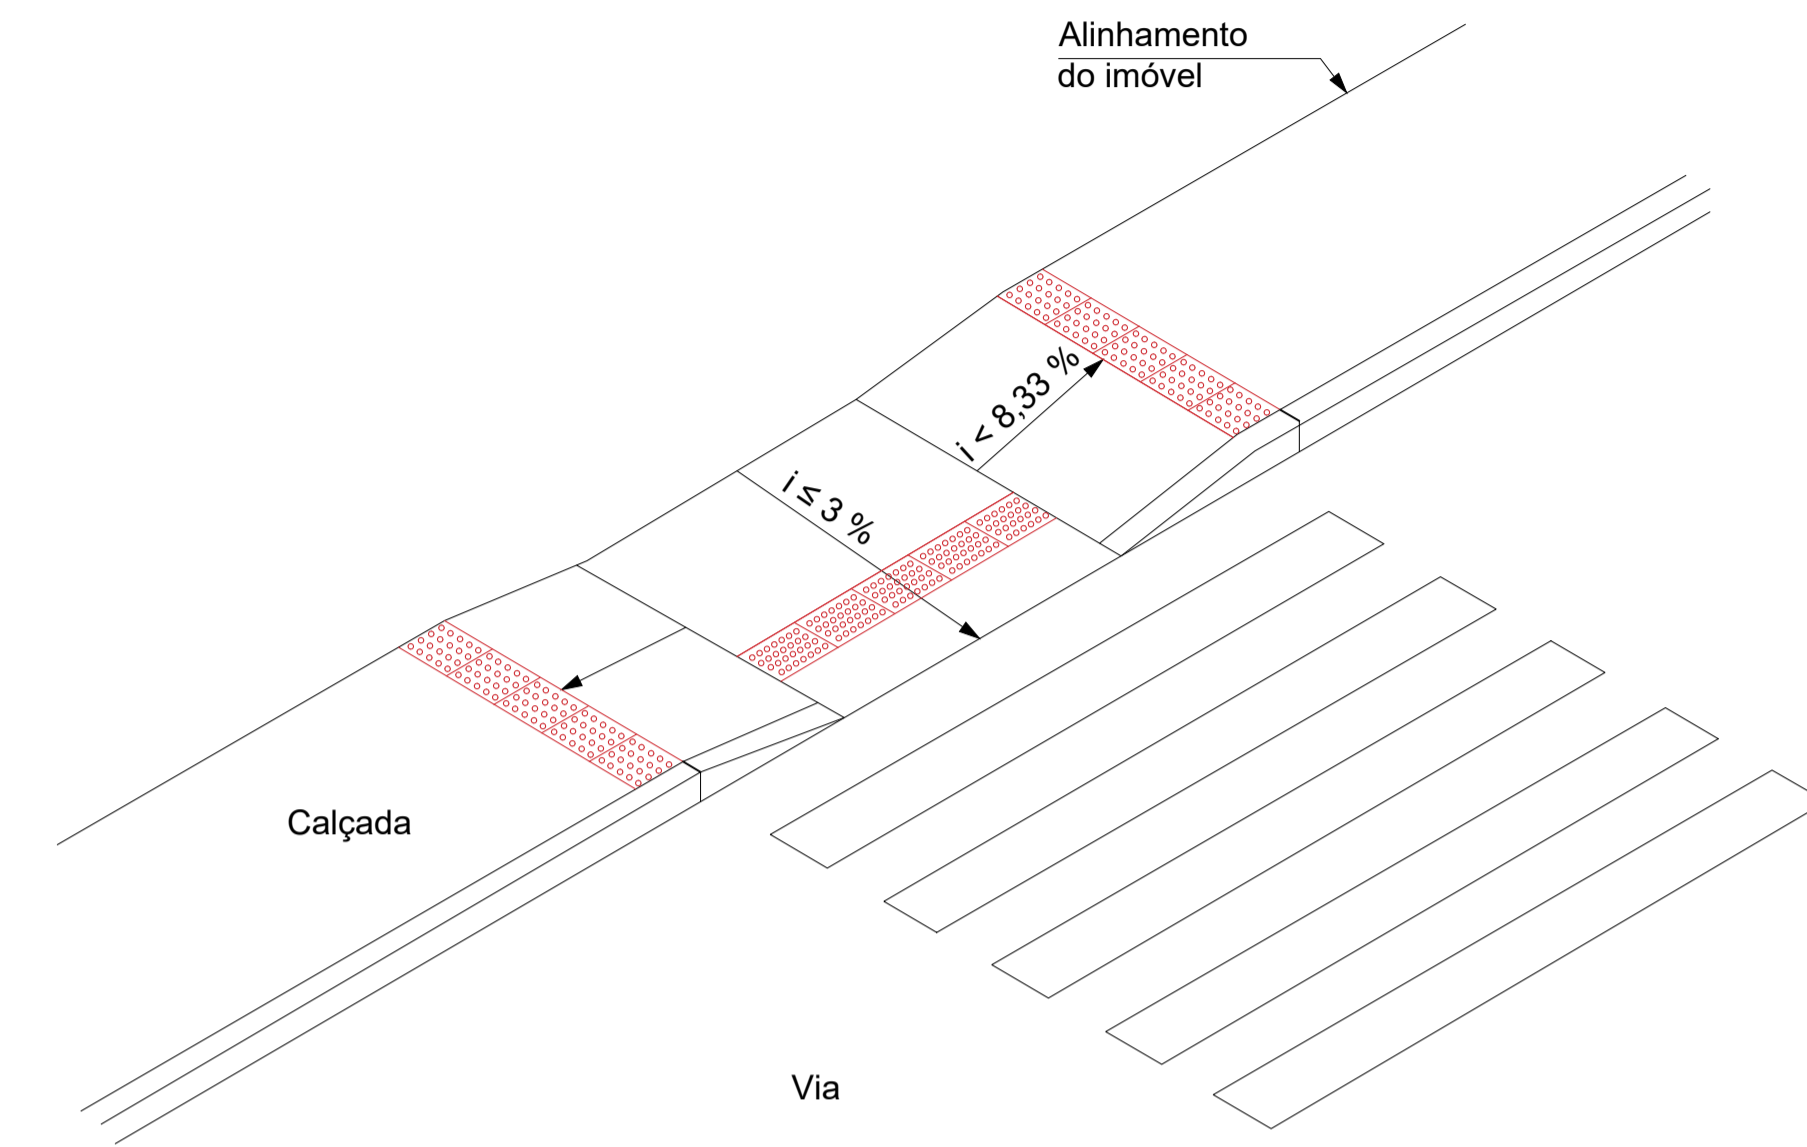 Alinhamento
do imóvel
i < 8,33 %
i ≤ 3 %
Calçada
Via